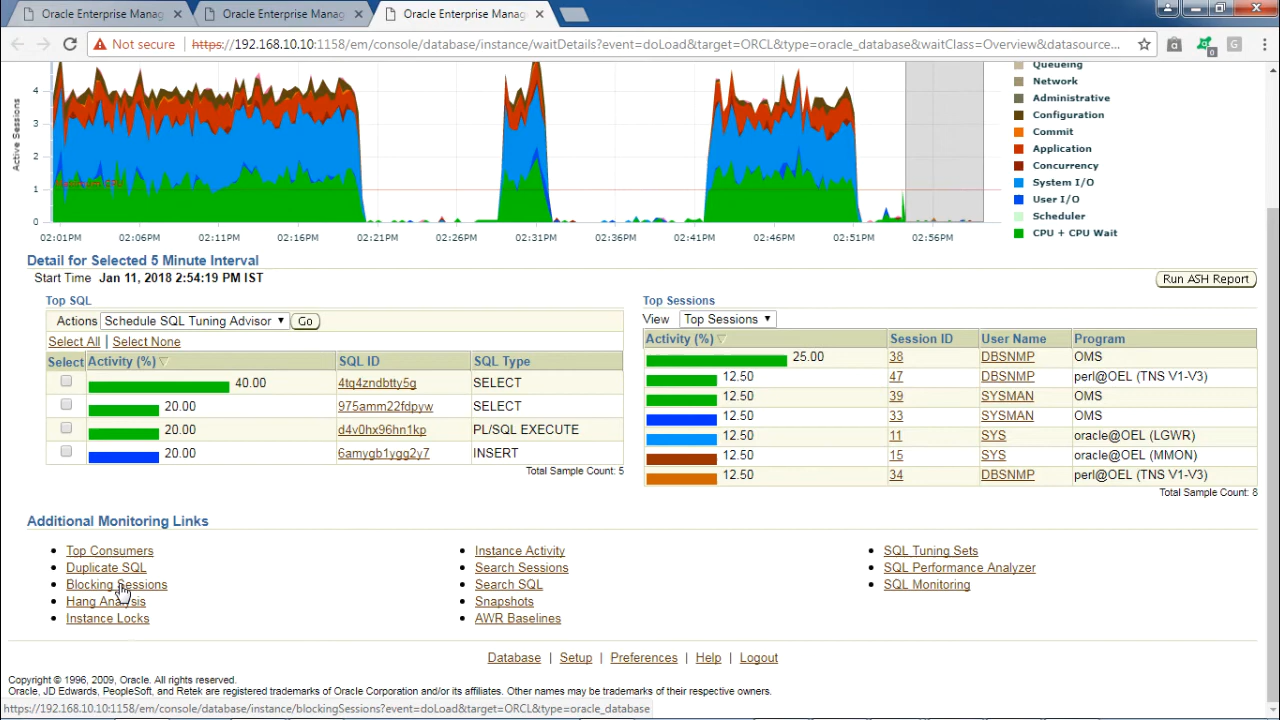 Oracle Enterprise Manag
Oracle Enterprise Manag
Oracle Enterprise Manag
Not secure https://192.168.10.10:1158/em/console/database/instance/waitDetails?event=doLoad&target=ORCL&type=oracle_database&waitClass=Overview&datasource...
0
G
Active Sessions
4
3
2
1
0
02:01PM 02:06PM 02:11PM 02:16PM 02:21PM 02:26PM 02:31PM 02:36PM 02:41PM 02:46PM 02:51PM 02:56PM
Queueing
Network
Administrative
Configuration
Commit
Application
Concurrency
System I/O
User I/O
Scheduler
CPU + CPU Wait
Detail for Selected 5 Minute Interval
Start Time Jan 11, 2018 2:54:19 PM IST
Run ASH Report
Top SQL
Actions Schedule SQL Tuning Advisor Go
Select All | Select None
Select Activity (%) SQL ID SQL Type
40.00 4tq4zndbtty5g SELECT
20.00 975amm22fdpyw SELECT
20.00 d4v0hx96hn1kp PL/SQL EXECUTE
20.00 6amygb1ygg2y7 INSERT
Total Sample Count: 5
Top Sessions
View Top Sessions
Activity (%) Session ID User Name Program
25.00 38 DBSNMP OMS
12.50 47 DBSNMP perl@OEL (TNS V1-V3)
12.50 39 SYSMAN OMS
12.50 33 SYSMAN OMS
12.50 11 SYS oracle@OEL (LGWR)
12.50 15 SYS oracle@OEL (MMON)
12.50 34 DBSNMP perl@OEL (TNS V1-V3)
Total Sample Count: 8
Additional Monitoring Links
Top Consumers
Duplicate SQL
Blocking Sessions
Hang Analysis
Instance Locks
Instance Activity
Search Sessions
Search SQL
Snapshots
AWR Baselines
SQL Tuning Sets
SQL Performance Analyzer
SQL Monitoring
Database | Setup | Preferences | Help | Logout
Copyright © 1996, 2009, Oracle. All rights reserved.
Oracle, JD Edwards, PeopleSoft, and Retek are registered trademarks of Oracle Corporation and/or its affiliates. Other names may be trademarks of their respective owners.
https://192.168.10.10:1158/em/console/database/instance/blockingSessions?event=doLoad&target=ORCL&type=oracle_database